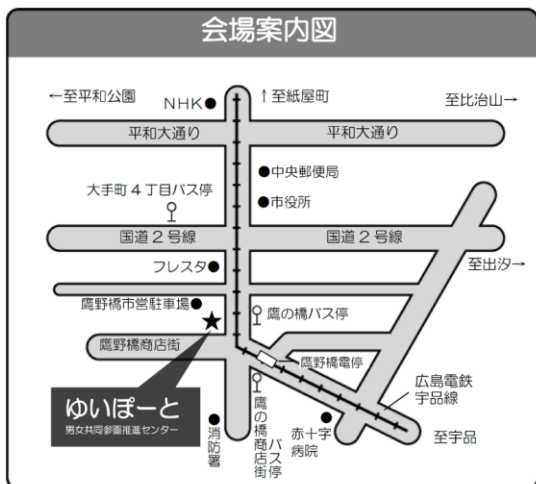 会場案内図
←至平和公園
NHK●
↑至紙屋町
至比治山→
平和大通り
平和大通り
●中央郵便局
大手町4丁目バス停
●市役所
国道2号線
国道2号線
フレスタ●
至出汐→
鷹野橋市営駐車場●
★
鷹の橋バス停
鷹野橋商店街
鷹野橋電停
広島電鉄
宇品線
ゆいぽーと
男女共同参画推進センター
●消防署
鷹の橋商店街バス停
●
赤十字
病院
至宇品